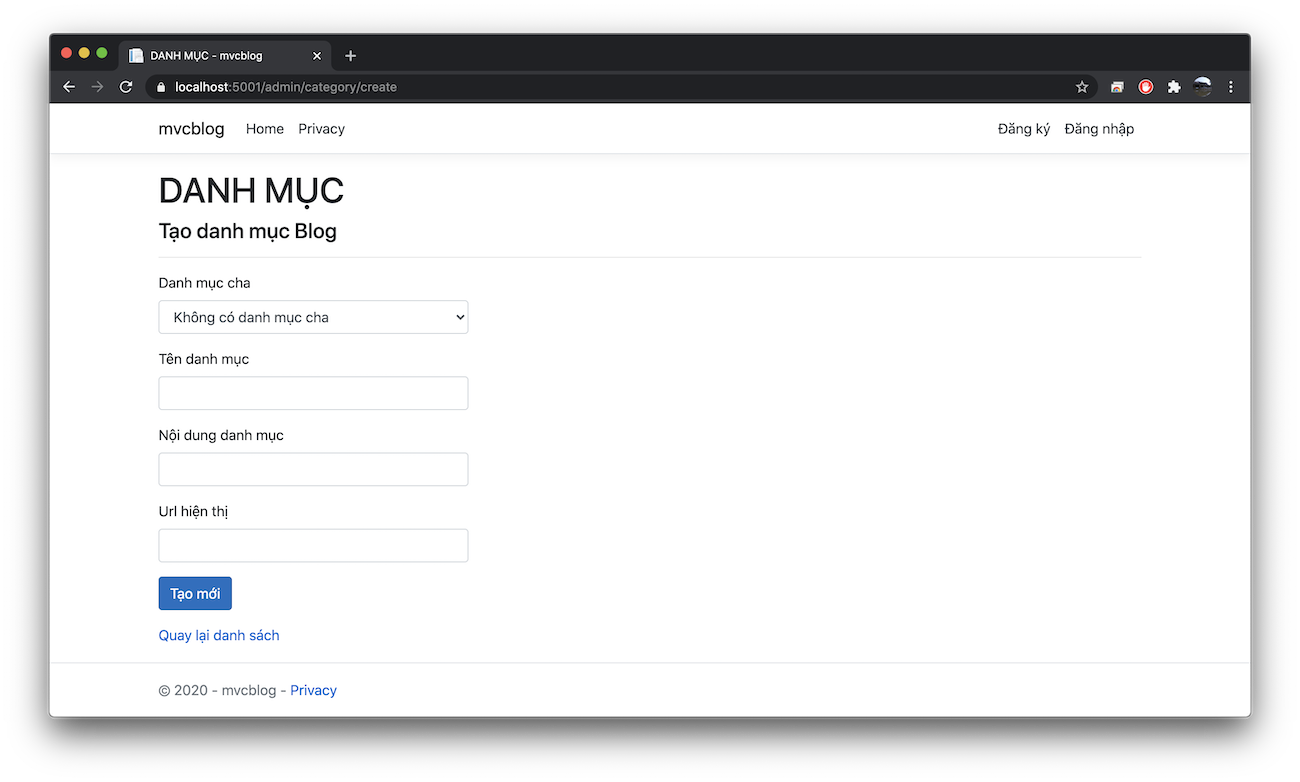 DANH MỤC - mvcblog
localhost:5001/admin/category/create
mvcblog Home Privacy Đăng ký Đăng nhập
DANH MỤC
Tạo danh mục Blog
Danh mục cha
Không có danh mục cha
Tên danh mục
Nội dung danh mục
Url hiện thị
Tạo mới
Quay lại danh sách
© 2020 - mvcblog - Privacy